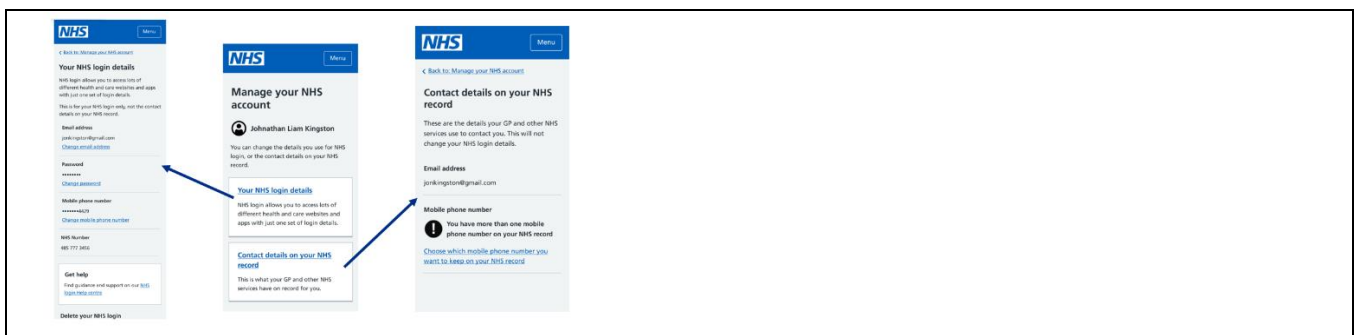 NHS
Menu
< Back to: Manage your NHS account
Your NHS login details
NHS login allows you to access lots of
different health and care websites and apps
with just one set of login details.
This is for your NHS login only, not the contact
details on your NHS record.
Email address
jonkingston@gmail.com
Change email address
Password
••••••••
Change password
Mobile phone number
Change mobile phone number
NHS Number
485 777 3456
Get help
Find guidance and support on our NHS
login help centre
Delete your NHS login
NHS
Menu
Manage your NHS
account
Johnathan Liam Kingston
You can change the details you use for NHS
login, or the contact details on your NHS
record.
Your NHS login details
NHS login allows you to access lots of
different health and care websites and
apps with just one set of login details.
Contact details on your NHS
record
This is what your GP and other NHS
services have on record for you.
NHS
Menu
< Back to: Manage your NHS account
Contact details on your NHS
record
These are the details your GP and other NHS
services use to contact you. This will not
change your NHS login details.
Email address
jonkingston@gmail.com
Mobile phone number
You have more than one mobile
phone number on your NHS record
Choose which mobile phone number you
want to keep on your NHS record